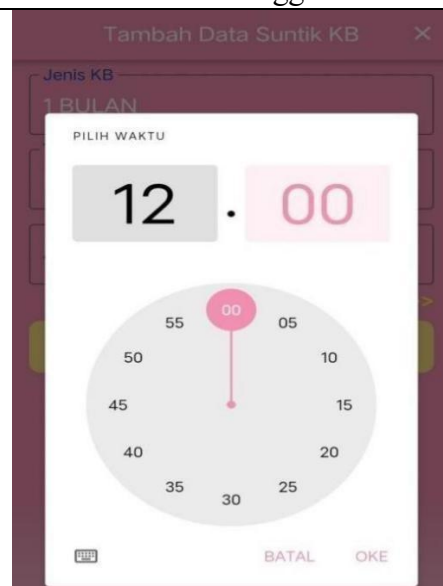 Tambah Data Suntik KB ×
Jenis KB
1 BULAN
PILIH WAKTU
12 . 00
00
55 05
50 10
45 15
40 20
35 25
30
BATAL OKE